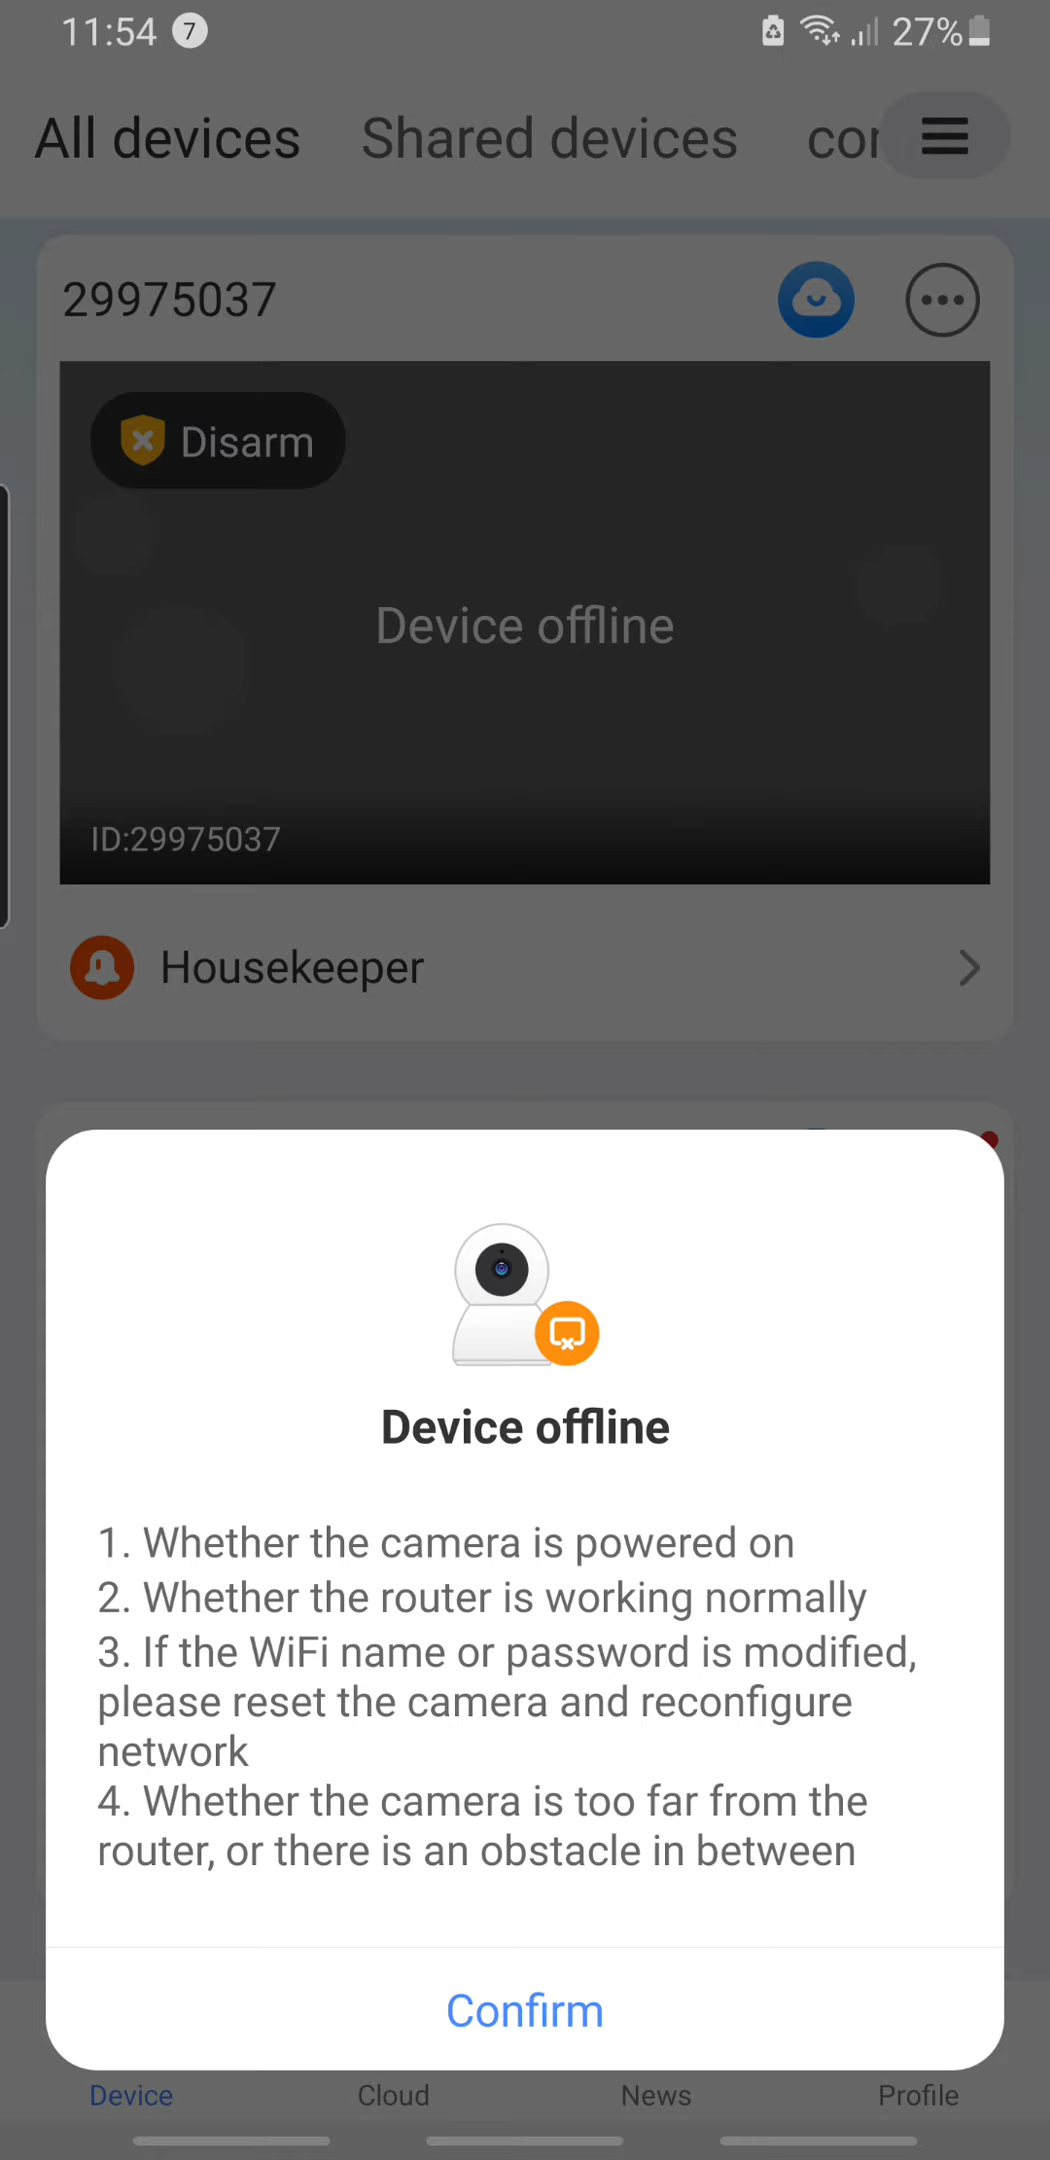 11:54 7 27%
All devices Shared devices
29975037
Disarm
Device offline
ID:29975037
Housekeeper
Device offline
1. Whether the camera is powered on
2. Whether the router is working normally
3. If the WiFi name or password is modified,
please reset the camera and reconfigure
network
4. Whether the camera is too far from the
router, or there is an obstacle in between
Confirm
Device Cloud News Profile